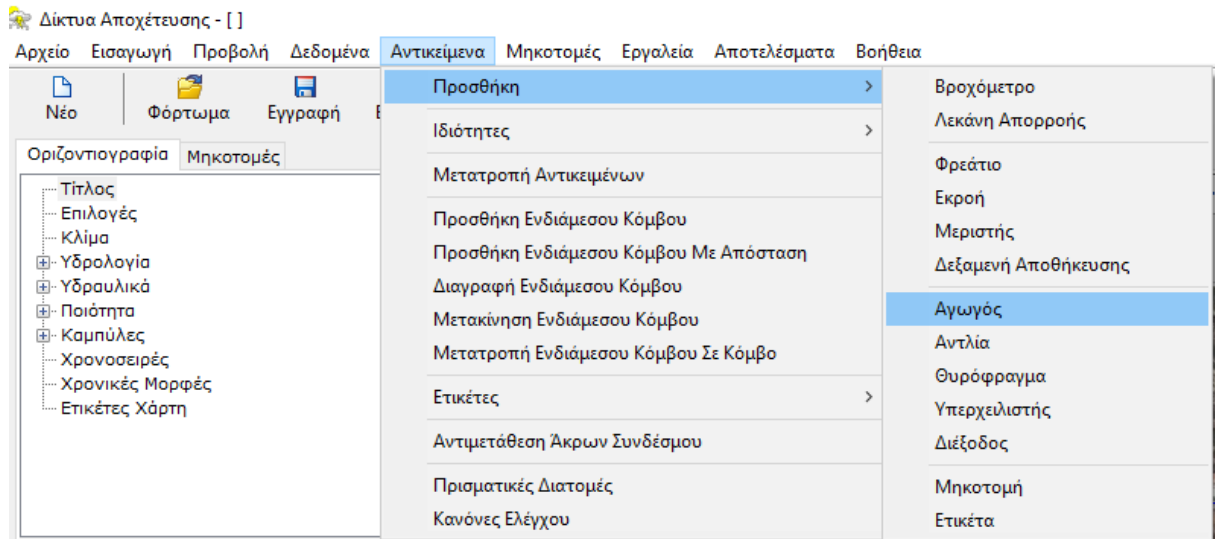 Δίκτυα Αποχέτευσης - [ ]
Αρχείο Εισαγωγή Προβολή Δεδομένα Αντικείμενα Μηκοτομές Εργαλεία Αποτελέσματα Βοήθεια
Νέο Φόρτωμα Εγγραφή
Οριζοντιογραφία Μηκοτομές
Τίτλος
Επιλογές
Κλίμα
Υδρολογία
Υδραυλικά
Ποιότητα
Καμπύλες
Χρονοσειρές
Χρονικές Μορφές
Ετικέτες Χάρτη
Προσθήκη
Ιδιότητες
Μετατροπή Αντικειμένων
Προσθήκη Ενδιάμεσου Κόμβου
Προσθήκη Ενδιάμεσου Κόμβου Με Απόσταση
Διαγραφή Ενδιάμεσου Κόμβου
Μετακίνηση Ενδιάμεσου Κόμβου
Μετατροπή Ενδιάμεσου Κόμβου Σε Κόμβο
Ετικέτες
Αντιμετάθεση Άκρων Συνδέσμου
Πρισματικές Διατομές
Κανόνες Ελέγχου
Βροχόμετρο
Λεκάνη Απορροής
Φρεάτιο
Εκροή
Μεριστής
Δεξαμενή Αποθήκευσης
Αγωγός
Αντλία
Θυρόφραγμα
Υπερχειλιστής
Διέξοδος
Μηκοτομή
Ετικέτα